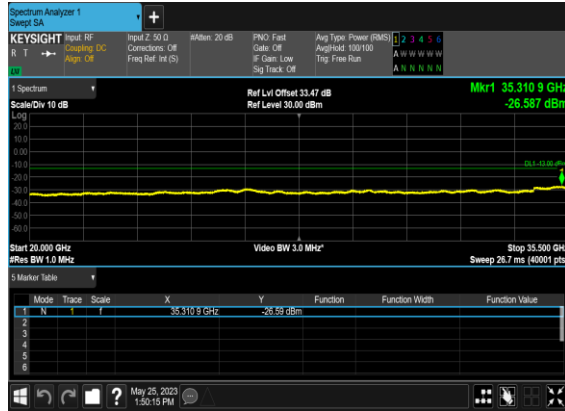 Spectrum Analyzer 1
Swept SA
+
KEYSIGHT Input: RF Input Z: 50 Ω #Atten: 20 dB PNO: Fast Avg Type: Power (RMS) 1 2 3 4 5 6
R T Coupling: DC Corrections: Off Gate: Off Avg|Hold: 100/100 A W W W W W
Align: Off Freq Ref: Int (S) IF Gain: Low Trig: Free Run
Sig Track: Off A N N N N N
LXI
1 Spectrum Ref Lvl Offset 33.47 dB Mkr1 35.310 9 GHz
Scale/Div 10 dB Ref Level 30.00 dBm -26.587 dBm
Log
20.0
10.0
0.00
-10.0 DL1 -13.00 dBm
-20.0 1
-30.0
-40.0
-50.0
-60.0
Start 20.000 GHz Video BW 3.0 MHz* Stop 35.500 GHz
#Res BW 1.0 MHz Sweep 26.7 ms (40001 pts)
5 Marker Table
Mode Trace Scale X Y Function Function Width Function Value
1 N 1 f 35.310 9 GHz -26.59 dBm
2
3
4
5
6
? May 25, 2023
1:50:15 PM